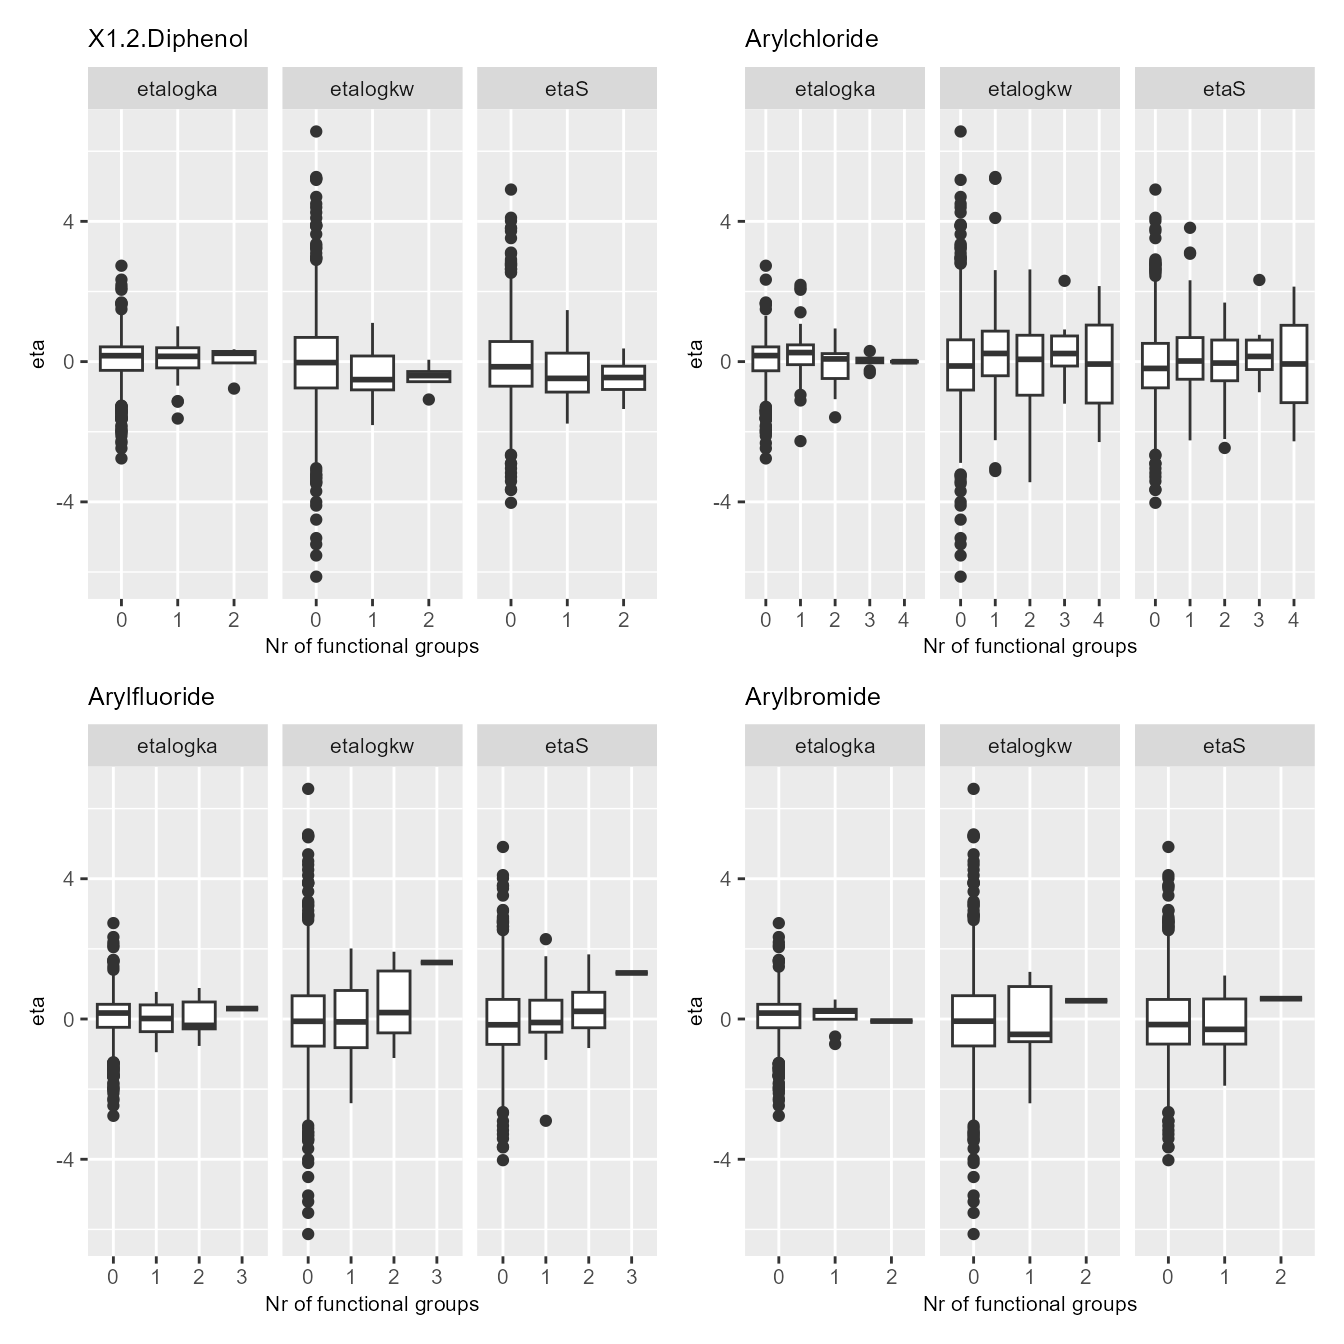 X1.2.Diphenol
etalogka etalogkw etaS
eta
4
0
-4
0 1 2 0 1 2 0 1 2
Nr of functional groups
Arylchloride
etalogka etalogkw etaS
eta
4
0
-4
0 1 2 3 4 0 1 2 3 4 0 1 2 3 4
Nr of functional groups
Arylfluoride
etalogka etalogkw etaS
eta
4
0
-4
0 1 2 3 0 1 2 3 0 1 2 3
Nr of functional groups
Arylbromide
etalogka etalogkw etaS
eta
4
0
-4
0 1 2 0 1 2 0 1 2
Nr of functional groups